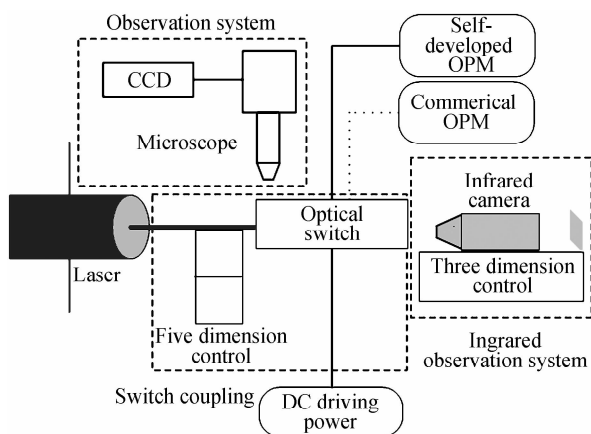 Observation system
CCD
Microscope
Self-
developed
OPM
Commerical
OPM
Laser
Optical
switch
Five dimension
control
Switch coupling
DC driving
power
Infrared
camera
Three dimension
control
Ingrared
observation system